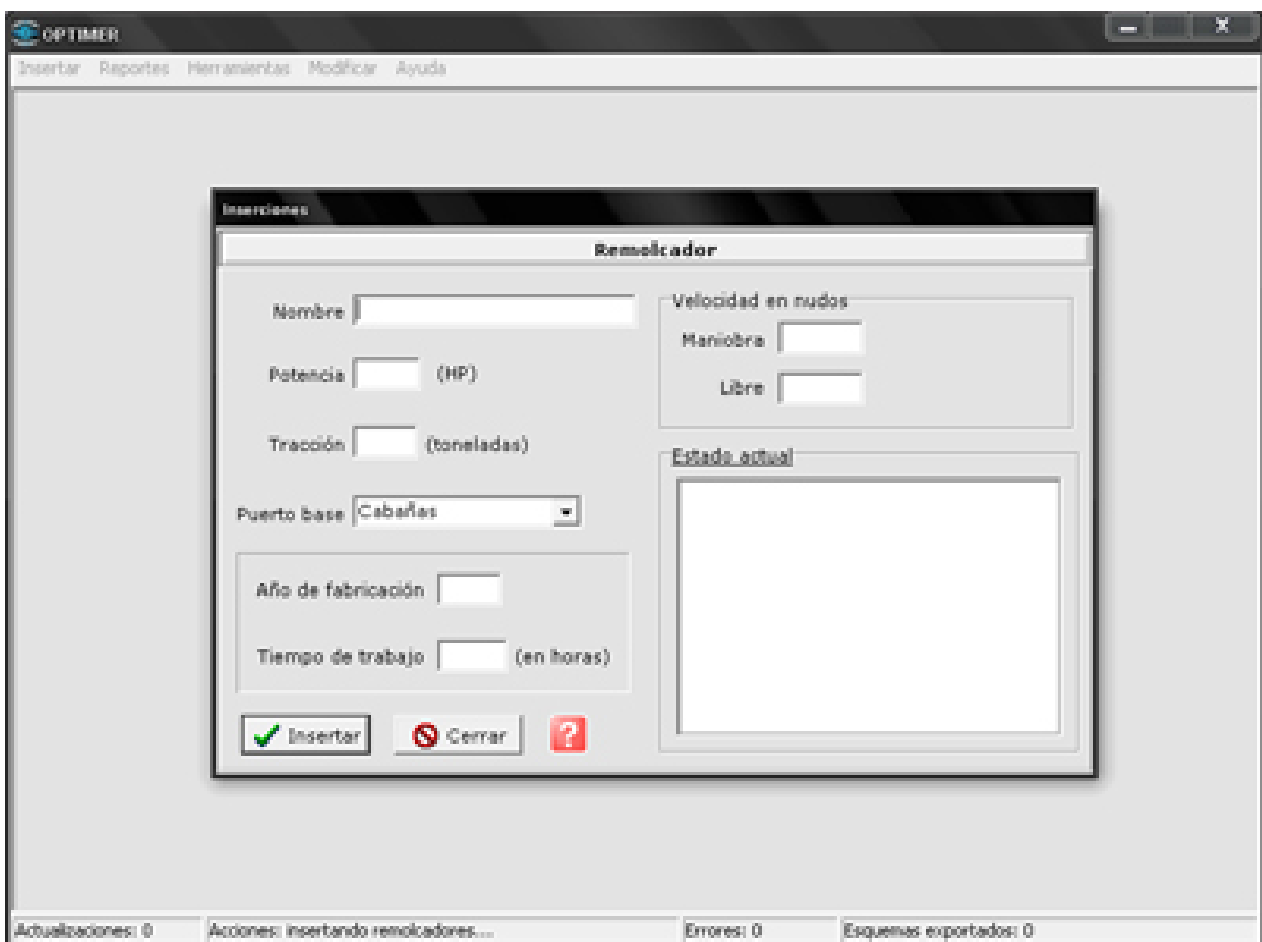 OPTIMER
Insertar Reportes Herramientas Modificar Ayuda
Inserciones
Remolcador
Nombre
Potencia (HP)
Tracción (toneladas)
Puerto base Cabañas
Año de fabricación
Tiempo de trabajo (en horas)
Insertar Cerrar ?
Velocidad en nudos
Maniobra
Libre
Estado actual
Actualizaciones: 0 Acciones: insertando remolcadores.... Errores: 0 Esquemas exportados: 0